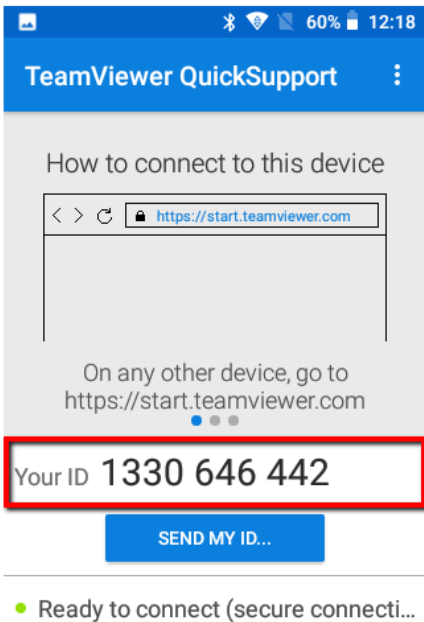 60% 12:18
TeamViewer QuickSupport
How to connect to this device
https://start.teamviewer.com
On any other device, go to
https://start.teamviewer.com
Your ID 1330 646 442
SEND MY ID...
Ready to connect (secure connecti...